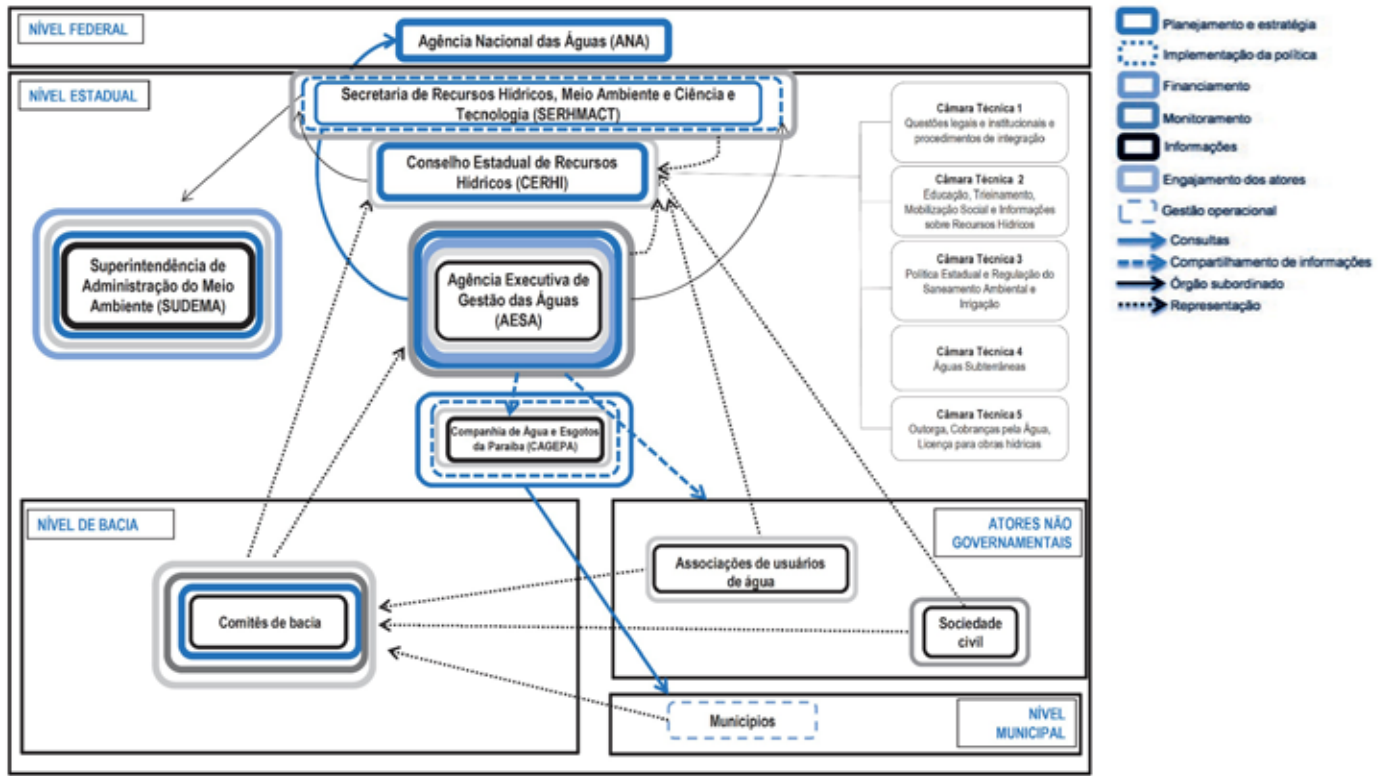 NÍVEL FEDERAL
Agência Nacional das Águas (ANA)
NÍVEL ESTADUAL
Secretaria de Recursos Hídricos, Meio Ambiente e Ciência e
Tecnologia (SERHMACT)
Conselho Estadual de Recursos
Hídricos (CERHI)
Superintendência de
Administração do Meio
Ambiente (SUDEMA)
Agência Executiva de
Gestão das Águas
(AESA)
Companhia de Água e Esgotos
da Paraíba (CAGEPA)
Câmara Técnica 1
Questões legais e institucionais e
procedimentos de integração
Câmara Técnica 2
Educação, Trieinamento,
Mobilização Social e Informações
sobre Recursos Hídricos
Câmara Técnica 3
Política Estadual e Regulação do
Saneamento Ambiental e
Irrigação
Câmara Técnica 4
Águas Subterrâneas
Câmara Técnica 5
Outorga, Cobranças pela Água,
Licença para obras hídricas
NÍVEL DE BACIA
Comitês de bacia
ATORES NÃO
GOVERNAMENTAIS
Associações de usuários
de água
Sociedade
civil
Municípios
NÍVEL
MUNICIPAL
Planejamento e estratégia
Implementação da política
Financiamento
Monitoramento
Informações
Engajamento dos atores
Gestão operacional
Consultas
Compartilhamento de informações
Órgão subordinado
Representação